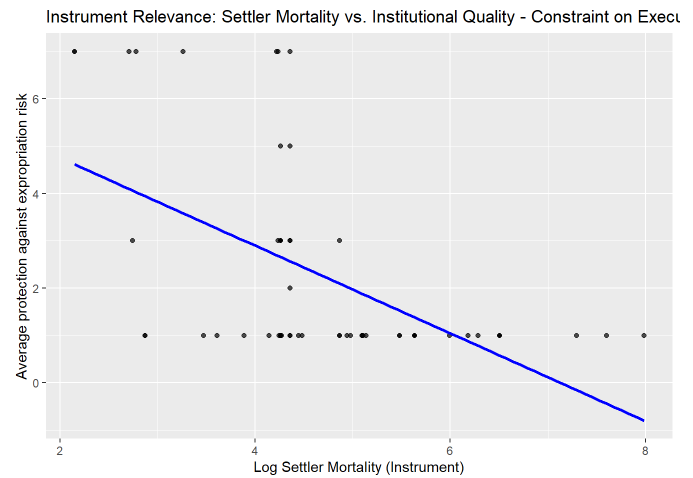 Instrument Relevance: Settler Mortality vs. Institutional Quality - Constraint on Execu
Average protection against expropriation risk
6
4
2
0
2 4 6 8
Log Settler Mortality (Instrument)